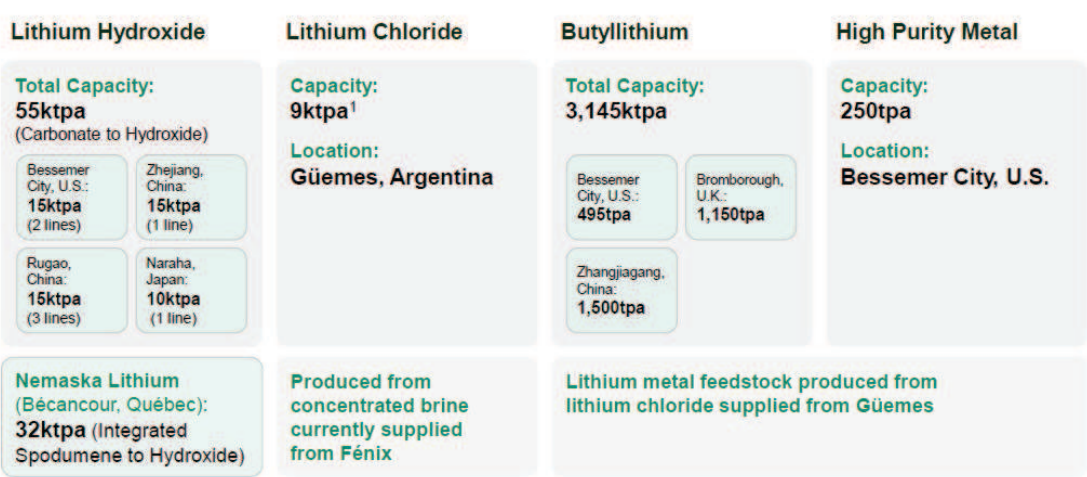 Lithium Hydroxide
Total Capacity:
55ktpa
(Carbonate to Hydroxide)
Bessemer
City, U.S.:
15ktpa
(2 lines)
Zhejiang,
China:
15ktpa
(1 line)
Rugao,
China:
15ktpa
(3 lines)
Naraha,
Japan:
10ktpa
(1 line)
Nemaska Lithium
(Bécancour, Québec):
32ktpa (Integrated
Spodumene to Hydroxide)
Lithium Chloride
Capacity:
9ktpa¹
Location:
Güemes, Argentina
Produced from
concentrated brine
currently supplied
from Fénix
Butyllithium
Total Capacity:
3,145ktpa
Bessemer
City, U.S.:
495tpa
Bromborough,
U.K.:
1,150tpa
Zhangjiagang,
China:
1,500tpa
High Purity Metal
Capacity:
250tpa
Location:
Bessemer City, U.S.
Lithium metal feedstock produced from
lithium chloride supplied from Güemes